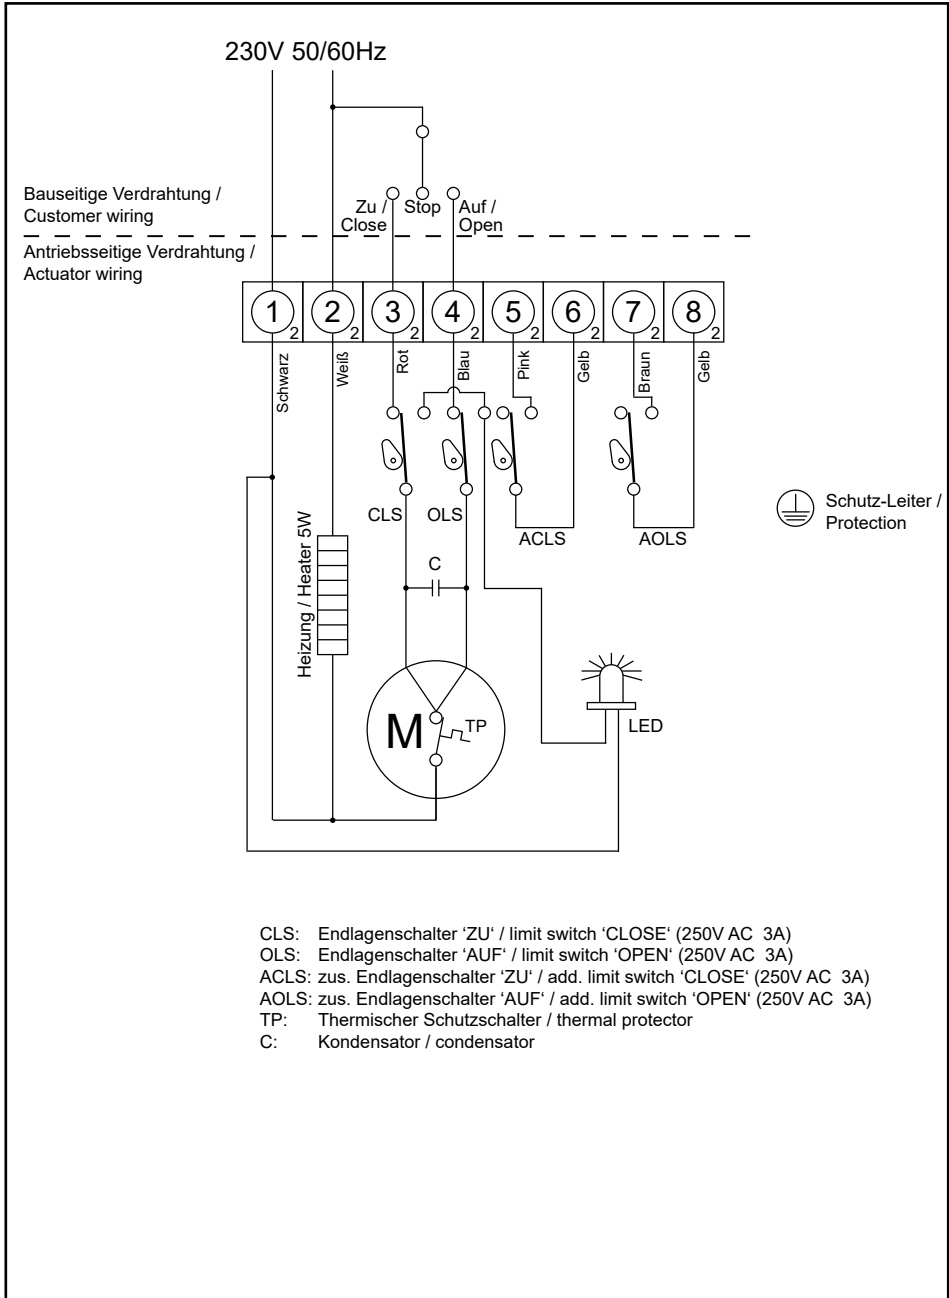 230V 50/60Hz
Bauseitige Verdrahtung /
Customer wiring
Zu /
Close
Stop
Auf /
Open
Antriebsseitige Verdrahtung /
Actuator wiring
1 2 3 4 5 6 7 8
2 2 2 2 2 2 2 2
Schwarz
Weiß
Rot
Blau
Pink
Gelb
Braun
Gelb
CLS
OLS
ACLS
AOLS
Schutz-Leiter /
Protection
Heizung / Heater 5W
C
M
TP
LED
CLS: Endlagenschalter ‘ZU‘ / limit switch ‘CLOSE‘ (250V AC 3A)
OLS: Endlagenschalter ‘AUF‘ / limit switch ‘OPEN‘ (250V AC 3A)
ACLS: zus. Endlagenschalter ‘ZU‘ / add. limit switch ‘CLOSE‘ (250V AC 3A)
AOLS: zus. Endlagenschalter ‘AUF‘ / add. limit switch ‘OPEN‘ (250V AC 3A)
TP: Thermischer Schutzschalter / thermal protector
C: Kondensator / condensator